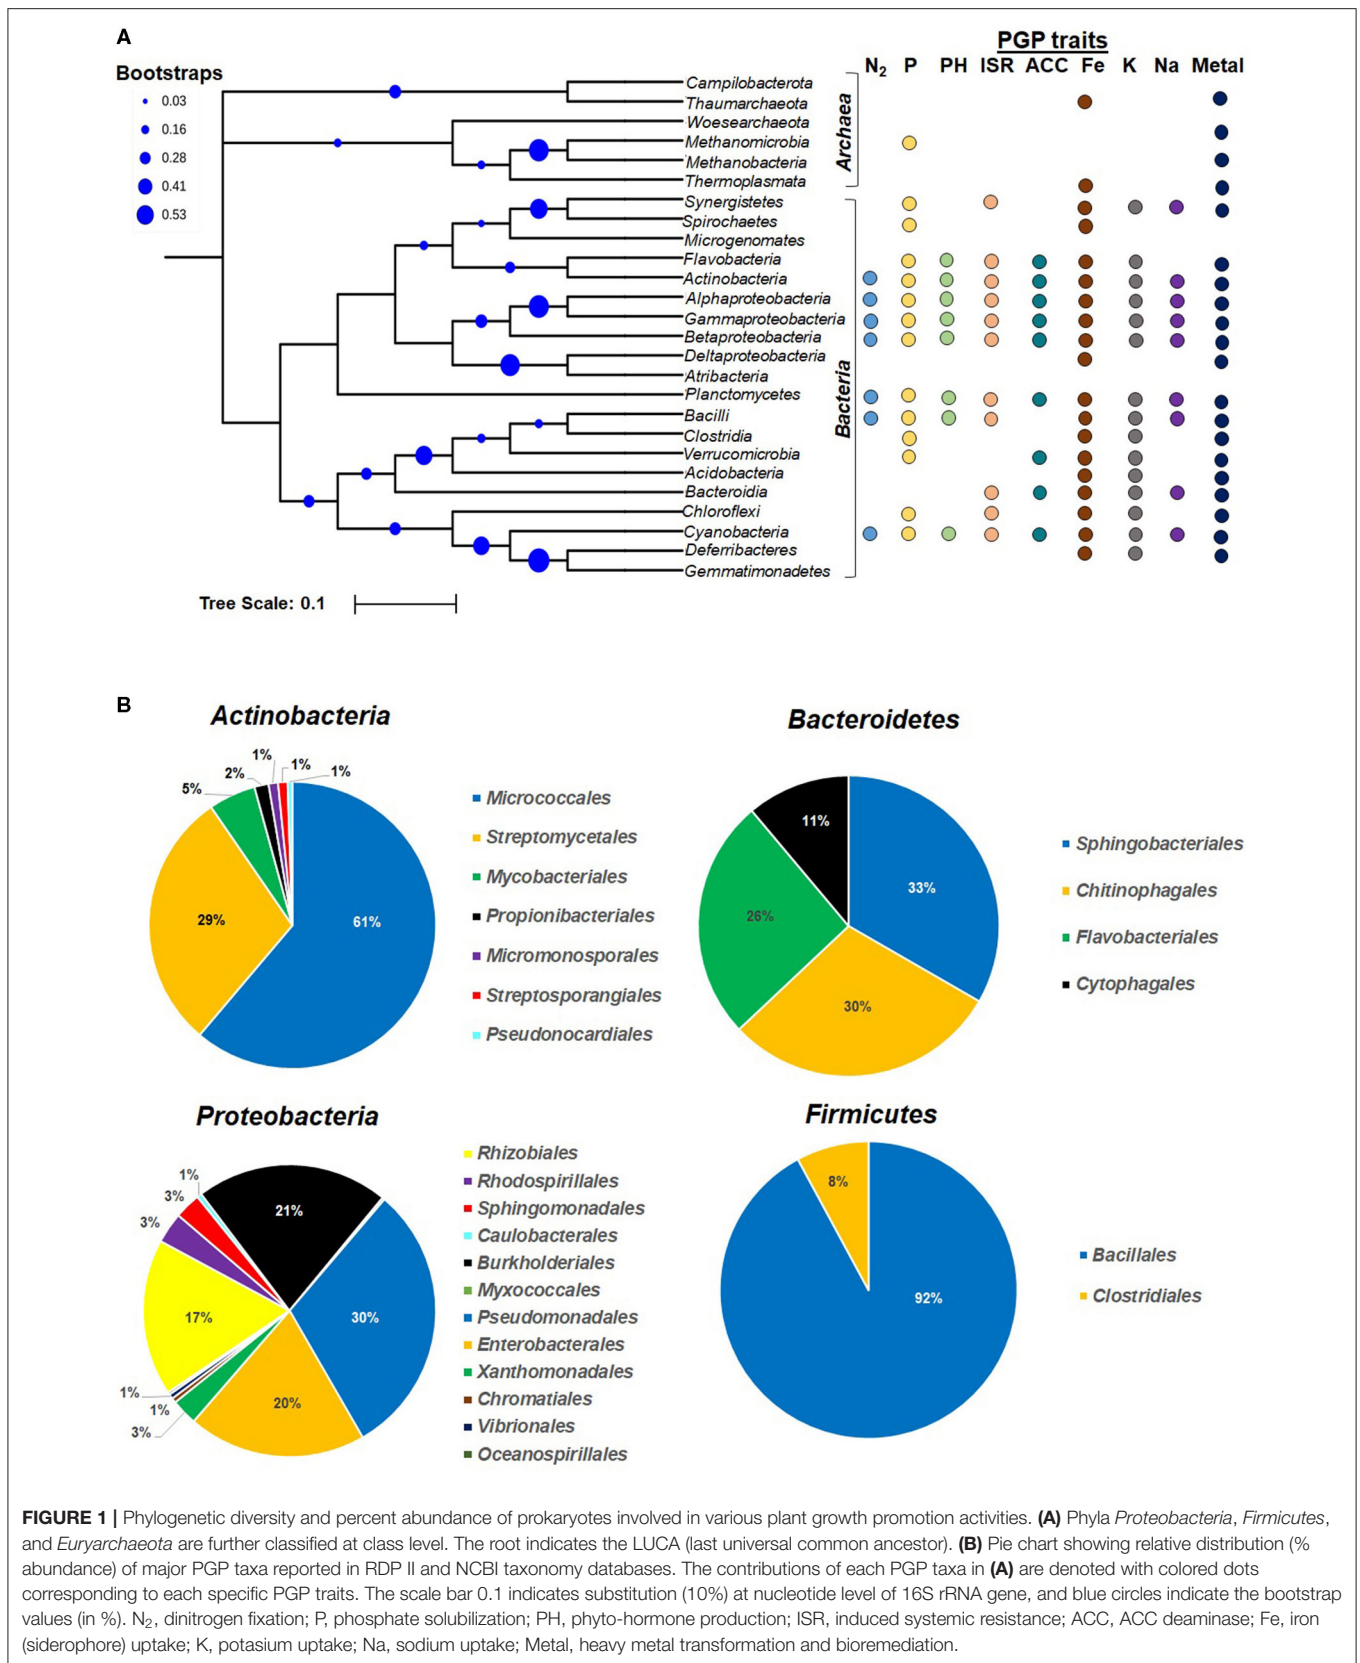 A
PGP traits
Bootstraps
N2 P PH ISR ACC Fe K Na Metal
0.03
0.16
0.28
0.41
0.53
Campilobacterota
Thaumarchaeota
Woesearchaeota
Methanomicrobia
Methanobacteria
Thermoplasmata
Archaea
Synergistetes
Spirochaetes
Microgenomates
Flavobacteria
Actinobacteria
Alphaproteobacteria
Gammaproteobacteria
Betaproteobacteria
Deltaproteobacteria
Atribacteria
Planctomycetes
Bacilli
Clostridia
Verrucomicrobia
Acidobacteria
Bacteroidia
Chloroflexi
Cyanobacteria
Deferribacteres
Gemmatimonadetes
Bacteria
Tree Scale: 0.1
B
Actinobacteria
1%
1%
1%
2%
5%
29%
61%
Micrococcales
Streptomycetales
Mycobacteriales
Propionibacteriales
Micromonosporales
Streptosporangiales
Pseudonocardiales
Bacteroidetes
11%
33%
26%
30%
Sphingobacteriales
Chitinophagales
Flavobacteriales
Cytophagales
Proteobacteria
1%
3%
3%
21%
17%
30%
20%
1%
1%
3%
Rhizobiales
Rhodospirillales
Sphingomonadales
Caulobacterales
Burkholderiales
Myxococcales
Pseudomonadales
Enterobacterales
Xanthomonadales
Chromatiales
Vibrionales
Oceanospirillales
Firmicutes
8%
92%
Bacillales
Clostridiales
FIGURE 1 | Phylogenetic diversity and percent abundance of prokaryotes involved in various plant growth promotion activities. (A) Phyla Proteobacteria, Firmicutes,
and Euryarchaeota are further classified at class level. The root indicates the LUCA (last universal common ancestor). (B) Pie chart showing relative distribution (%
abundance) of major PGP taxa reported in RDP II and NCBI taxonomy databases. The contributions of each PGP taxa in (A) are denoted with colored dots
corresponding to each specific PGP traits. The scale bar 0.1 indicates substitution (10%) at nucleotide level of 16S rRNA gene, and blue circles indicate the bootstrap
values (in %). N2, dinitrogen fixation; P, phosphate solubilization; PH, phyto-hormone production; ISR, induced systemic resistance; ACC, ACC deaminase; Fe, iron
(siderophore) uptake; K, potasium uptake; Na, sodium uptake; Metal, heavy metal transformation and bioremediation.